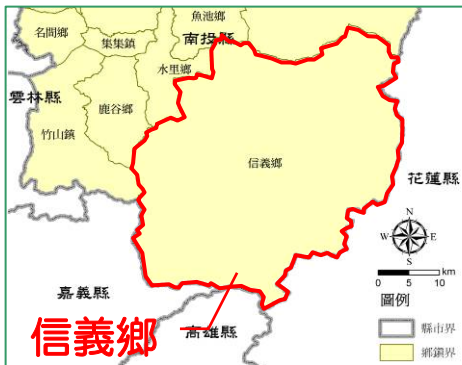 魚池鄉
名間鄉
集集鎮
南投縣
水里鄉
雲林縣
鹿谷鄉
竹山鎮
信義鄉
花蓮縣
N
W
E
S
0 5 10
km
嘉義縣
圖例
信義鄉
高雄縣
縣市界
鄉鎮界